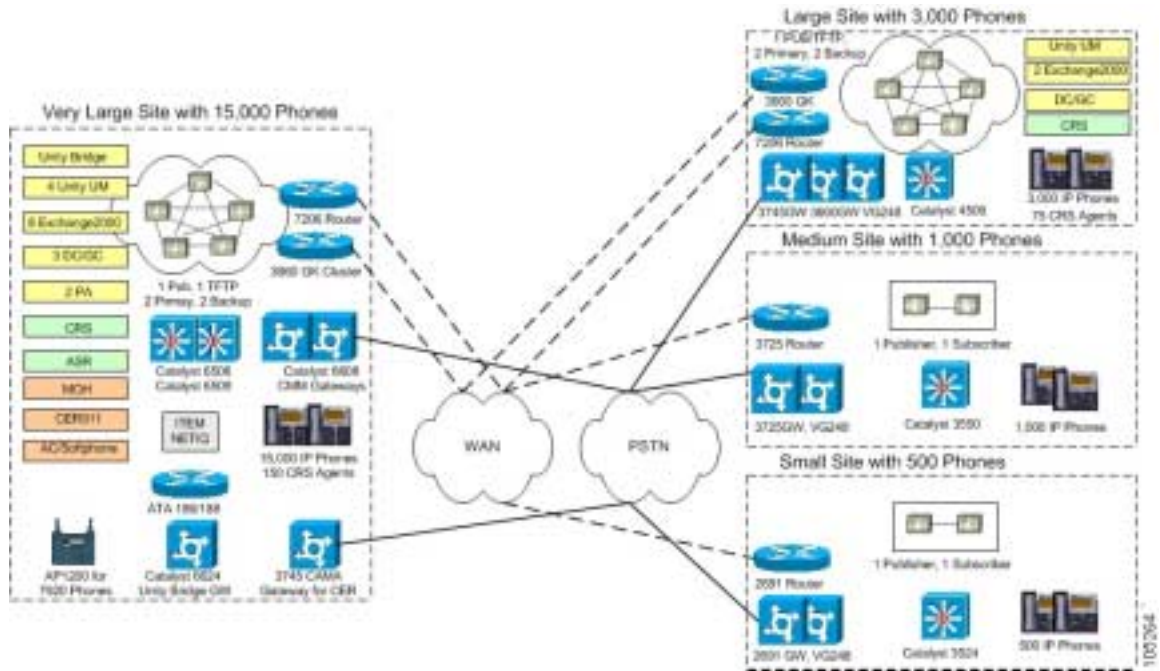 Very Large Site with 15,000 Phones
Unity Bridge
4 Unity UM
6 Exchange2000
3 DC/GC
2 PA
CRS
ASR
MOH
CER911
AC/Softphone
7206 Router
3660 GK Cluster
1 Pub, 1 TFTP
2 Primary, 2 Backup
Catalyst 6506
Catalyst 6509
Catalyst 6608
CMM Gateways
ITEM
NETIQ
15,000 IP Phones
150 CRS Agents
ATA 186/188
AP1200 for
7920 Phones
Catalyst 6624
Unity Bridge GW
3745 CAMA
Gateway for CER
WAN
PSTN
Large Site with 3,000 Phones
1 Pub/TFTP
2 Primary, 2 Backup
3660 GK
7206 Router
3745GW 3660GW VG248
Catalyst 4506
Unity UM
2 Exchange2000
DC/GC
CRS
3,000 IP Phones
75 CRS Agents
Medium Site with 1,000 Phones
3725 Router
1 Publisher, 1 Subscriber
3725GW, VG248
Catalyst 3550
1,000 IP Phones
Small Site with 500 Phones
2691 Router
1 Publisher, 1 Subscriber
2691 GW, VG248
Catalyst 3524
500 IP Phones